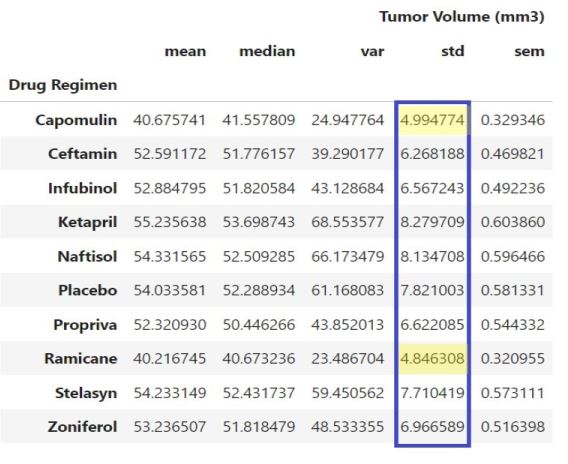 Tumor Volume (mm3)
mean median var std sem
Drug Regimen
Capomulin 40.675741 41.557809 24.947764 4.994774 0.329346
Ceftamin 52.591172 51.776157 39.290177 6.268188 0.469821
Infubinol 52.884795 51.820584 43.128684 6.567243 0.492236
Ketapril 55.235638 53.698743 68.553577 8.279709 0.603860
Naftisol 54.331565 52.509285 66.173479 8.134708 0.596466
Placebo 54.033581 52.288934 61.168083 7.821003 0.581331
Propriva 52.320930 50.446266 43.852013 6.622085 0.544332
Ramicane 40.216745 40.673236 23.486704 4.846308 0.320955
Stelasyn 54.233149 52.431737 59.450562 7.710419 0.573111
Zoniferol 53.236507 51.818479 48.533355 6.966589 0.516398